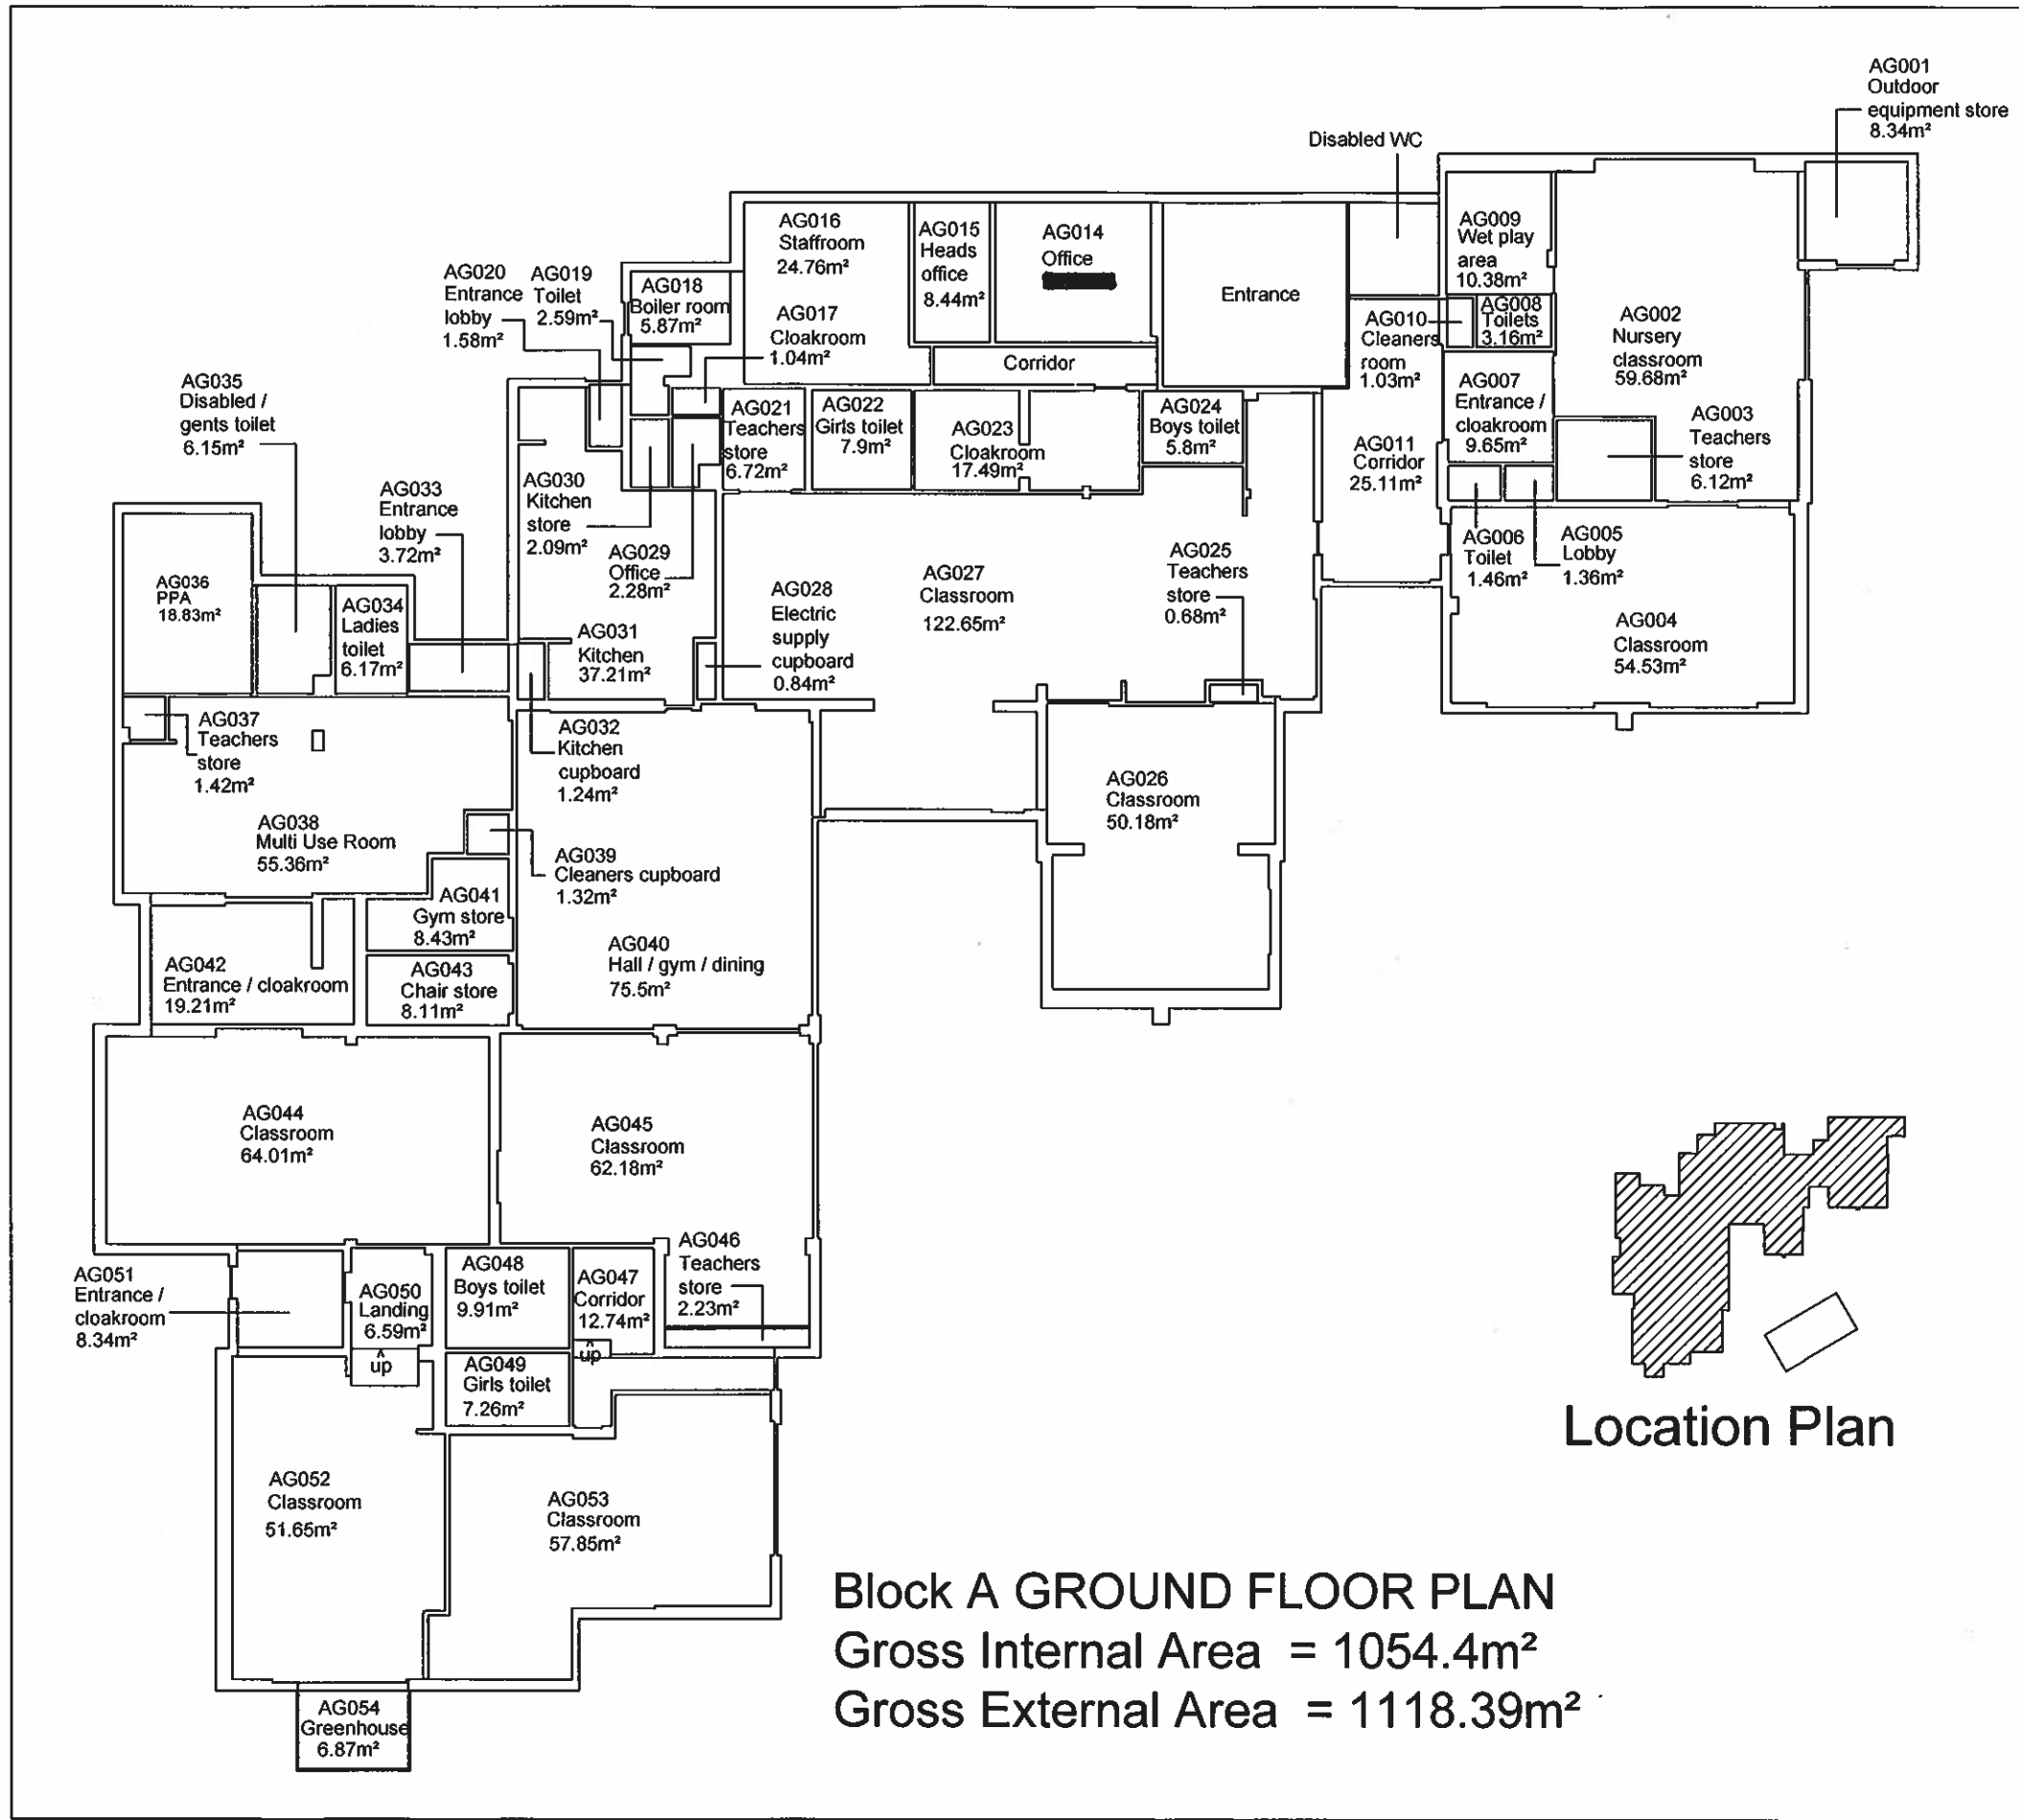 AG001
Outdoor
equipment store
8.34m²
Disabled WC
AG009
Wet play
area
10.38m²
AG016
Staffroom
24.76m²
AG015
Heads
office
8.44m²
AG014
Office
Entrance
AG020
Entrance
lobby
1.58m²
AG019
Toilet
2.59m²
AG018
Boiler room
5.87m²
AG017
Cloakroom
1.04m²
Corridor
AG010
Cleaners
room
1.03m²
AG008
Toilets
3.16m²
AG002
Nursery
classroom
59.68m²
AG035
Disabled /
gents toilet
6.15m²
AG021
Teachers
store
6.72m²
AG022
Girls toilet
7.9m²
AG023
Cloakroom
17.49m²
AG024
Boys toilet
5.8m²
AG007
Entrance /
cloakroom
9.65m²
AG003
Teachers
store
6.12m²
AG011
Corridor
25.11m²
AG033
Entrance
lobby
3.72m²
AG030
Kitchen
store
2.09m²
AG029
Office
2.28m²
AG028
Electric
supply
cupboard
0.84m²
AG027
Classroom
122.65m²
AG025
Teachers
store
0.68m²
AG006
Toilet
1.46m²
AG005
Lobby
1.36m²
AG036
PPA
18.83m²
AG034
Ladies
toilet
6.17m²
AG031
Kitchen
37.21m²
AG004
Classroom
54.53m²
AG037
Teachers
store
1.42m²
AG032
Kitchen
cupboard
1.24m²
AG026
Classroom
50.18m²
AG038
Multi Use Room
55.36m²
AG039
Cleaners cupboard
1.32m²
AG041
Gym store
8.43m²
AG040
Hall / gym / dining
75.5m²
AG042
Entrance / cloakroom
19.21m²
AG043
Chair store
8.11m²
AG044
Classroom
64.01m²
AG045
Classroom
62.18m²
AG046
Teachers
store
2.23m²
AG051
Entrance /
cloakroom
8.34m²
AG050
Landing
6.59m²
up
AG048
Boys toilet
9.91m²
AG047
Corridor
12.74m²
up
AG049
Girls toilet
7.26m²
Location Plan
AG052
Classroom
51.65m²
AG053
Classroom
57.85m²
Block A GROUND FLOOR PLAN
Gross Internal Area = 1054.4m²
Gross External Area = 1118.39m²
AG054
Greenhouse
6.87m²